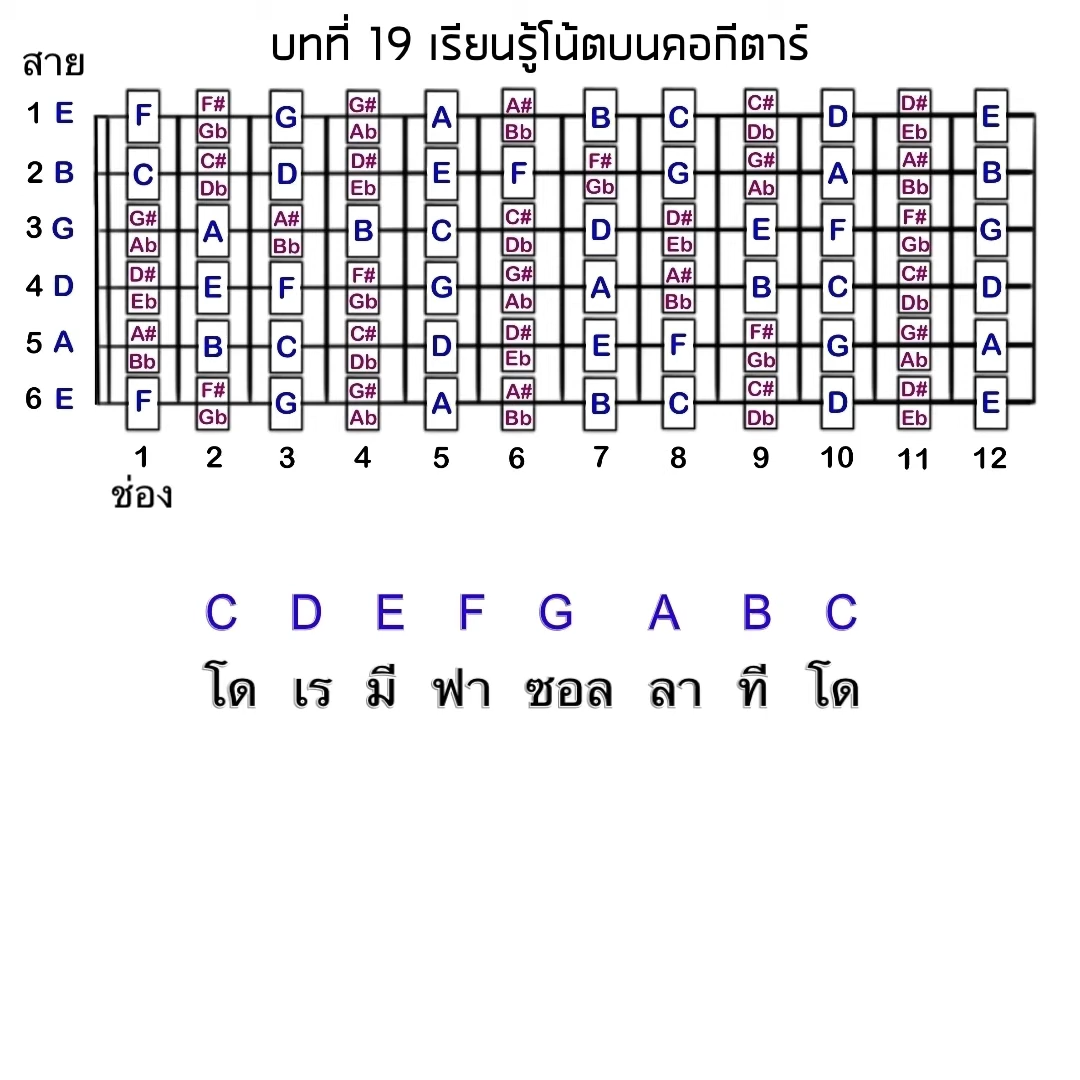 บทที่ 19 เรียนรู้โน้ตบนคอกีตาร์
สาย
1 E F F# Gb G G# Ab A A# Bb B C C# Db D D# Eb E
2 B C C# Db D D# Eb E F F# Gb G G# Ab A A# Bb B
3 G G# Ab A A# Bb B C C# Db D D# Eb E F F# Gb G
4 D D# Eb E F F# Gb G G# Ab A A# Bb B C C# Db D
5 A A# Bb B C C# Db D D# Eb E F F# Gb G G# Ab A
6 E F F# Gb G G# Ab A A# Bb B C C# Db D D# Eb E
1 2 3 4 5 6 7 8 9 10 11 12
ช่อง
C D E F G A B C
โด เร มี ฟา ซอล ลา ที โด